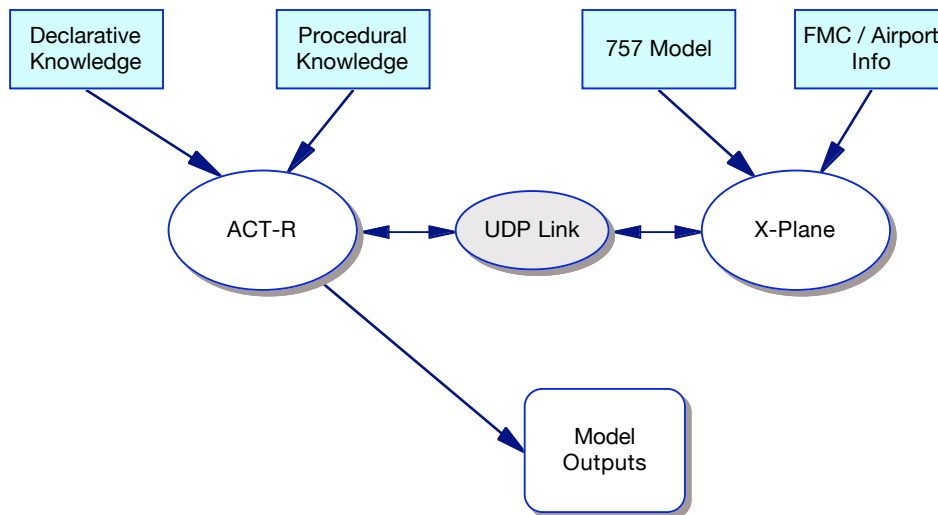 Declarative
Knowledge
Procedural
Knowledge
757 Model
FMC / Airport
Info
ACT-R
UDP Link
X-Plane
Model
Outputs